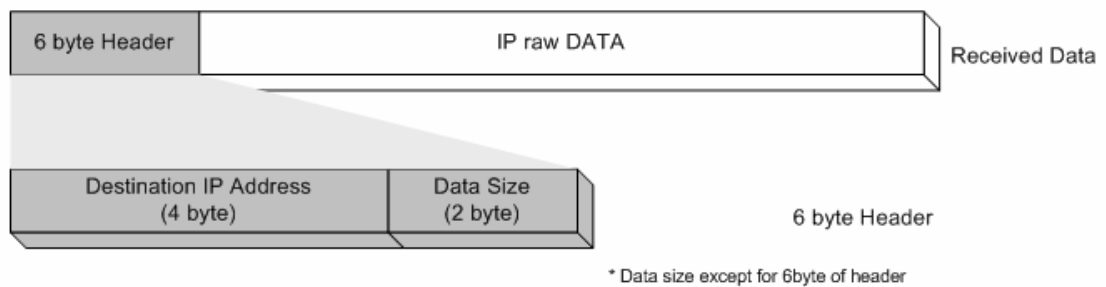 6 byte Header
IP raw DATA
Received Data
Destination IP Address
(4 byte)
Data Size
(2 byte)
6 byte Header
* Data size except for 6byte of header